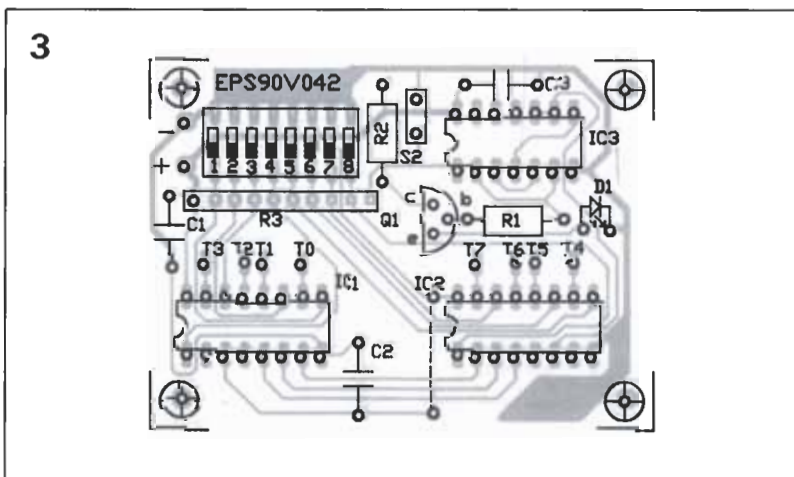 3
EPS90V042
C3
R2
S2
IC3
-
+
1 2 3 4 5 6 7 8
D1
C1
R3
Q1
c
b
e
R1
T3 T2 T1 T0
T7 T6 T5 T4
IC1
IC2
C2